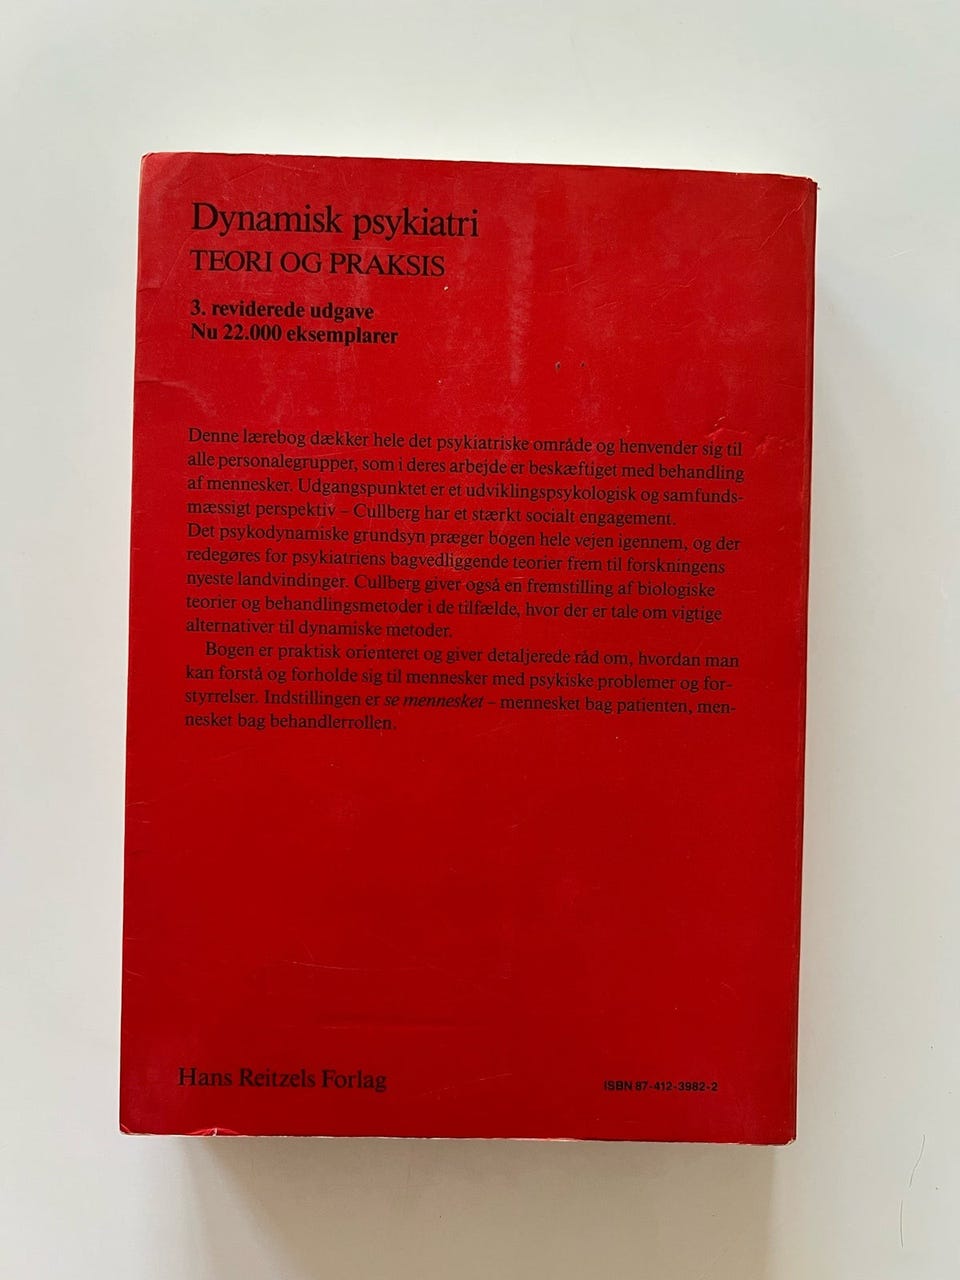 Dynamisk psykiatri
TEORI OG PRAKSIS
3. reviderede udgave
Nu 22.000 eksemplarer
Denne lærebog dækker hele det psykiatriske område og henvender sig til
alle personalegrupper, som i deres arbejde er beskæftiget med behandling
af mennesker. Udgangspunktet er et udviklingspsykologisk og samfunds-
mæssigt perspektiv – Cullberg har et stærkt socialt engagement.
Det psykodynamiske grundsyn præger bogen hele vejen igennem, og der
redegøres for psykiatriens bagvedliggende teorier frem til forskningens
nyeste landvindinger. Cullberg giver også en fremstilling af biologiske
teorier og behandlingsmetoder i de tilfælde, hvor der er tale om vigtige
alternativer til dynamiske metoder.
Bogen er praktisk orienteret og giver detaljerede råd om, hvordan man
kan forstå og forholde sig til mennesker med psykiske problemer og for-
styrrelser. Indstillingen er se mennesket – mennesket bag patienten, men-
nesket bag behandlerrollen.
Hans Reitzels Forlag
ISBN 87-412-3982-2